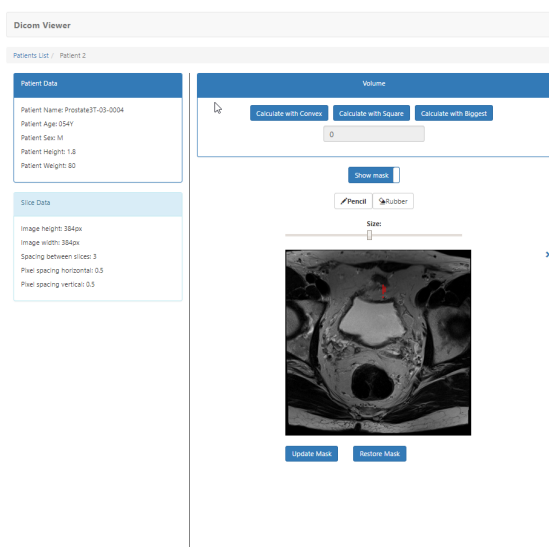 Dicom Viewer
Patients List / Patient 2
Patient Data
Patient Name: Prostate3T-03-0004
Patient Age: 054Y
Patient Sex: M
Patient Height: 1.8
Patient Weight: 80
Slice Data
Image height: 384px
Image width: 384px
Spacing between slices: 3
Pixel spacing horizontal: 0.5
Pixel spacing vertical: 0.5
Volume
Calculate with Convex Calculate with Square Calculate with Biggest
0
Show mask
Pencil Rubber
Size:
Update Mask Restore Mask